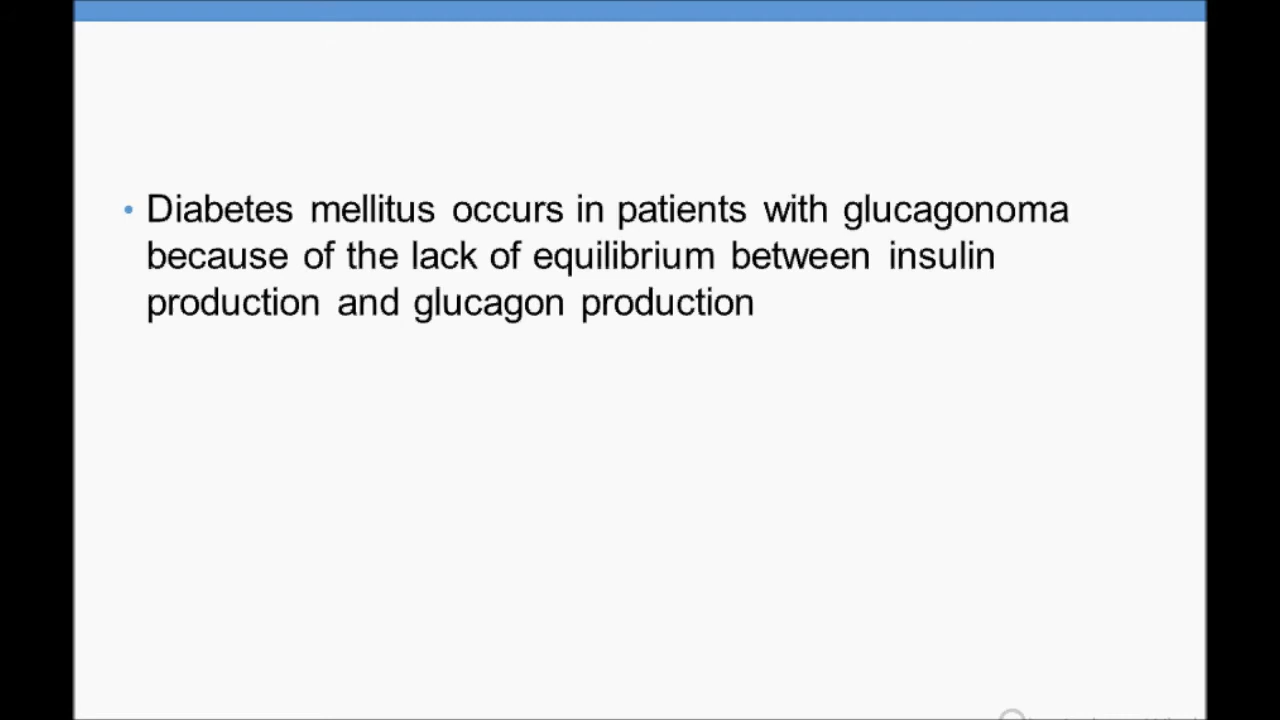 • Diabetes mellitus occurs in patients with glucagonoma
because of the lack of equilibrium between insulin
production and glucagon production